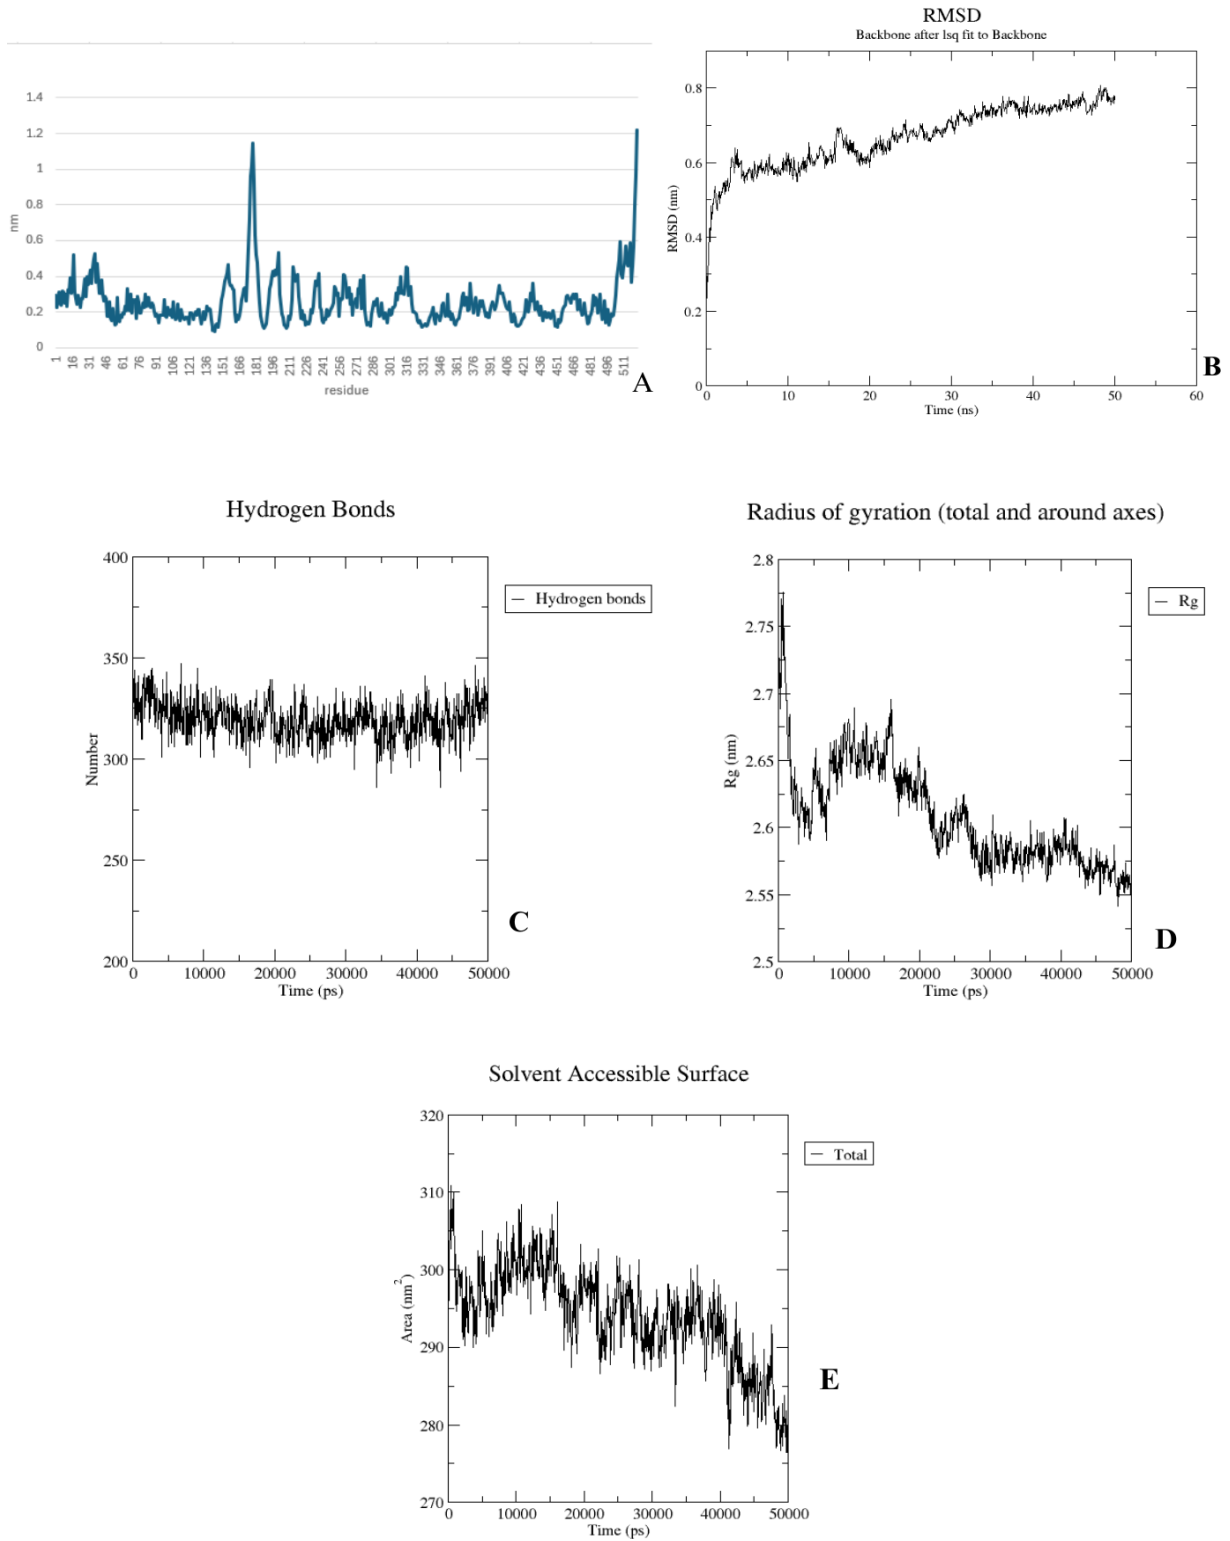 1.4
1.2
1
0.8
0.6
0.4
0.2
0
nm
1 16 31 46 61 76 91 106 121 136 151 166 181 196 211 226 241 256 271 286 301 316 331 346 361 376 391 406 421 436 451 466 481 496 511
residue
A
RMSD
Backbone after lsq fit to Backbone
0.8
0.6
0.4
0.2
0
RMSD (nm)
0 10 20 30 40 50 60
Time (ns)
B
Hydrogen Bonds
400
350
300
250
200
Number
Hydrogen bonds
0 10000 20000 30000 40000 50000
Time (ps)
C
Radius of gyration (total and around axes)
2.8
2.75
2.7
2.65
2.6
2.55
2.5
Rg (nm)
Rg
0 10000 20000 30000 40000 50000
Time (ps)
D
Solvent Accessible Surface
320
310
300
290
280
270
Area (nm²)
Total
0 10000 20000 30000 40000 50000
Time (ps)
E